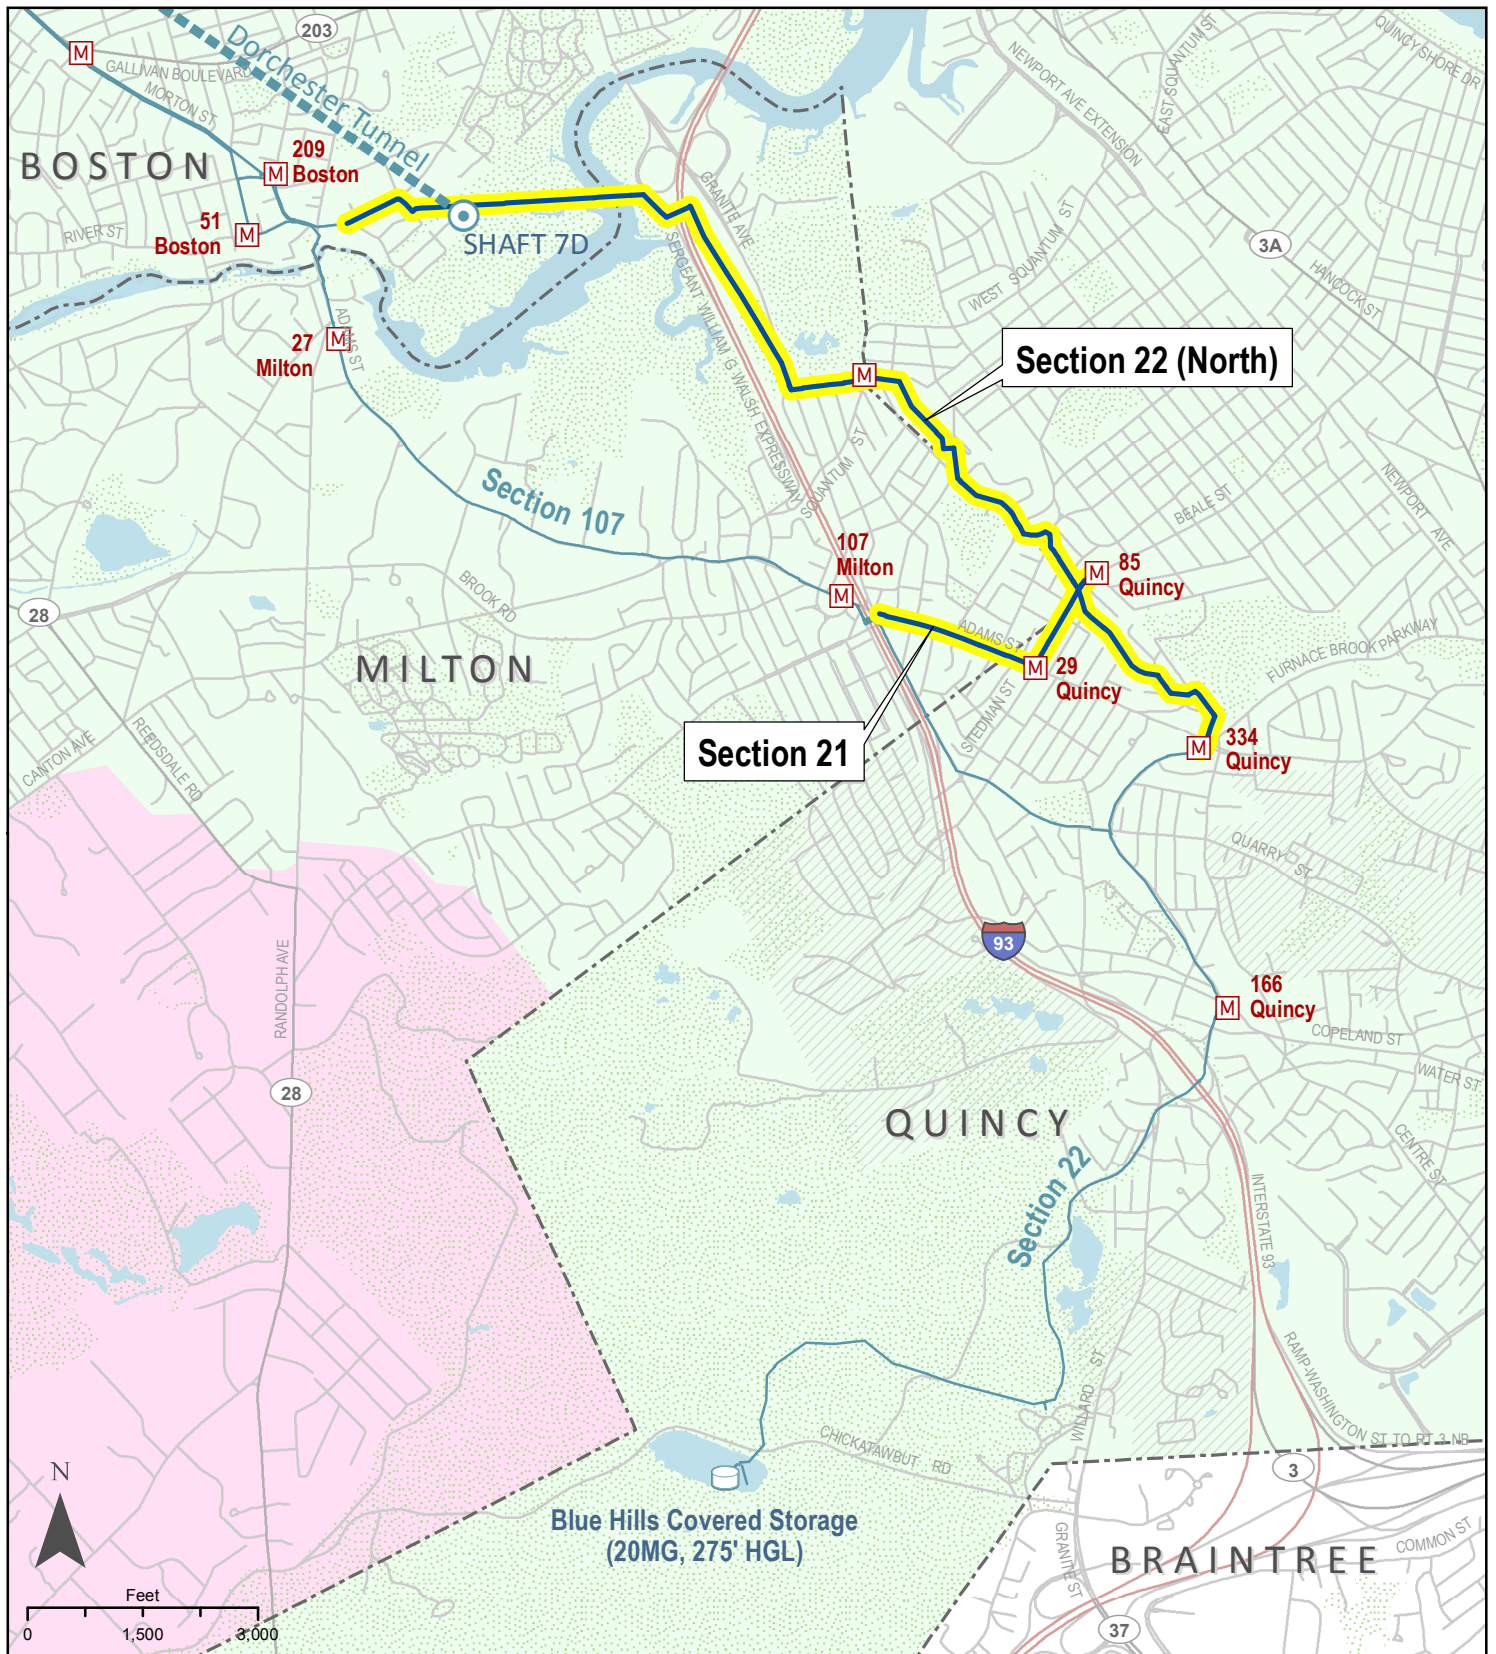 203
M
GALLIVAN BOULEVARD
MORTON ST
Dorchester Tunnel
NEWPORT AVE EXTENSION
EAST SQUANTUM ST
QUINCY SHORE DR
BOSTON
209
Boston
M
51
Boston
M
RIVER ST
SHAFT 7D
GRANITE AVE
SERGEANT WILLIAM G WALSH EXPRESSWAY
WEST SQUANTUM ST
3A
HANCOCK ST
27
Milton
M
ADAMS ST
M
Section 22 (North)
SQUANTUM ST
Section 107
BEALE ST
NEWPORT AVE
107
Milton
M
M
85
Quincy
28
BROOK RD
ADAMS ST
M
29
Quincy
FURNACE BROOK PARKWAY
MILTON
STEDMAN ST
Section 21
M
334
Quincy
CANTON AVE
REEDSDALE RD
QUARRY ST
RANDOLPH AVE
93
M
166
Quincy
COPELAND ST
WATER ST
28
QUINCY
CENTRE ST
Section 22
INTERSTATE 93
RAMP-WASHINGTON ST TO RT 3 NB
WILLARD ST
CHICKATAWBUT RD
3
N
Blue Hills Covered Storage
(20MG, 275' HGL)
GRANITE ST
BRAINTREE
COMMON ST
37
Feet
0 1,500 3,000